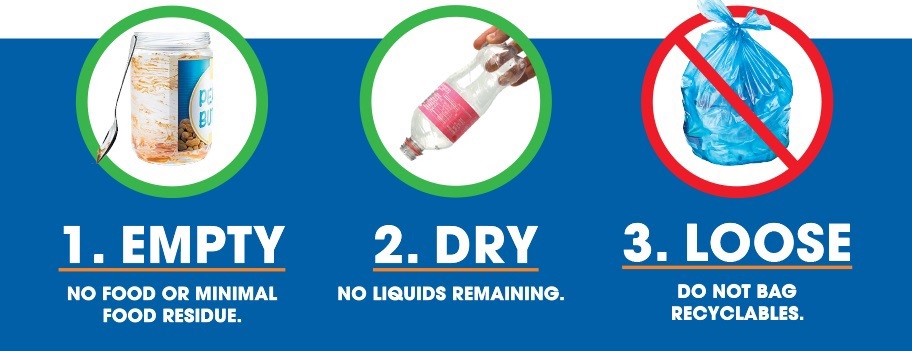 1. EMPTY
NO FOOD OR MINIMAL
FOOD RESIDUE.
2. DRY
NO LIQUIDS REMAINING.
3. LOOSE
DO NOT BAG
RECYCLABLES.